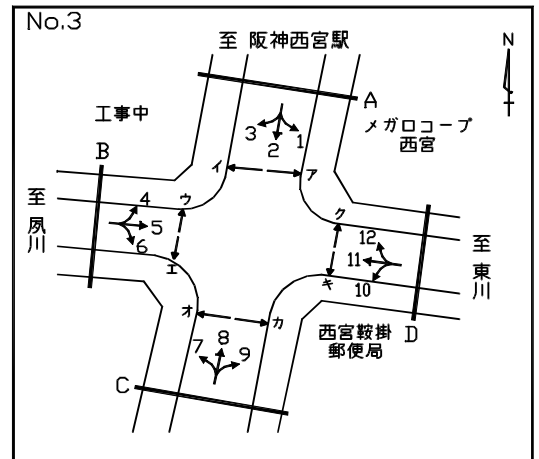 No.3
至 阪神西宮駅
N
工事中
A
メガロコープ
西宮
3
2
1
B
イ
ア
至
夙
川
4
5
6
ウ
エ
ク
キ
12
11
10
至
東
川
オ
カ
7
8
9
西宮鞍掛
郵便局
D
C